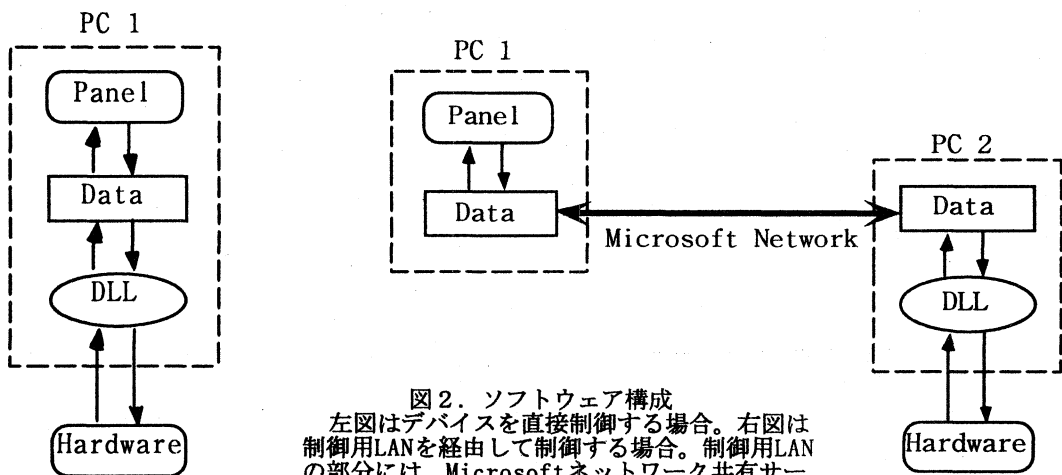 PC 1
Panel
Data
DLL
Hardware
PC 1
Panel
Data
Microsoft Network
PC 2
Data
DLL
Hardware
図2．ソフトウェア構成
左図はデバイスを直接制御する場合。右図は
制御用LANを経由して制御する場合。制御用LAN
の部分には、Microsoftネットワーク共有サー